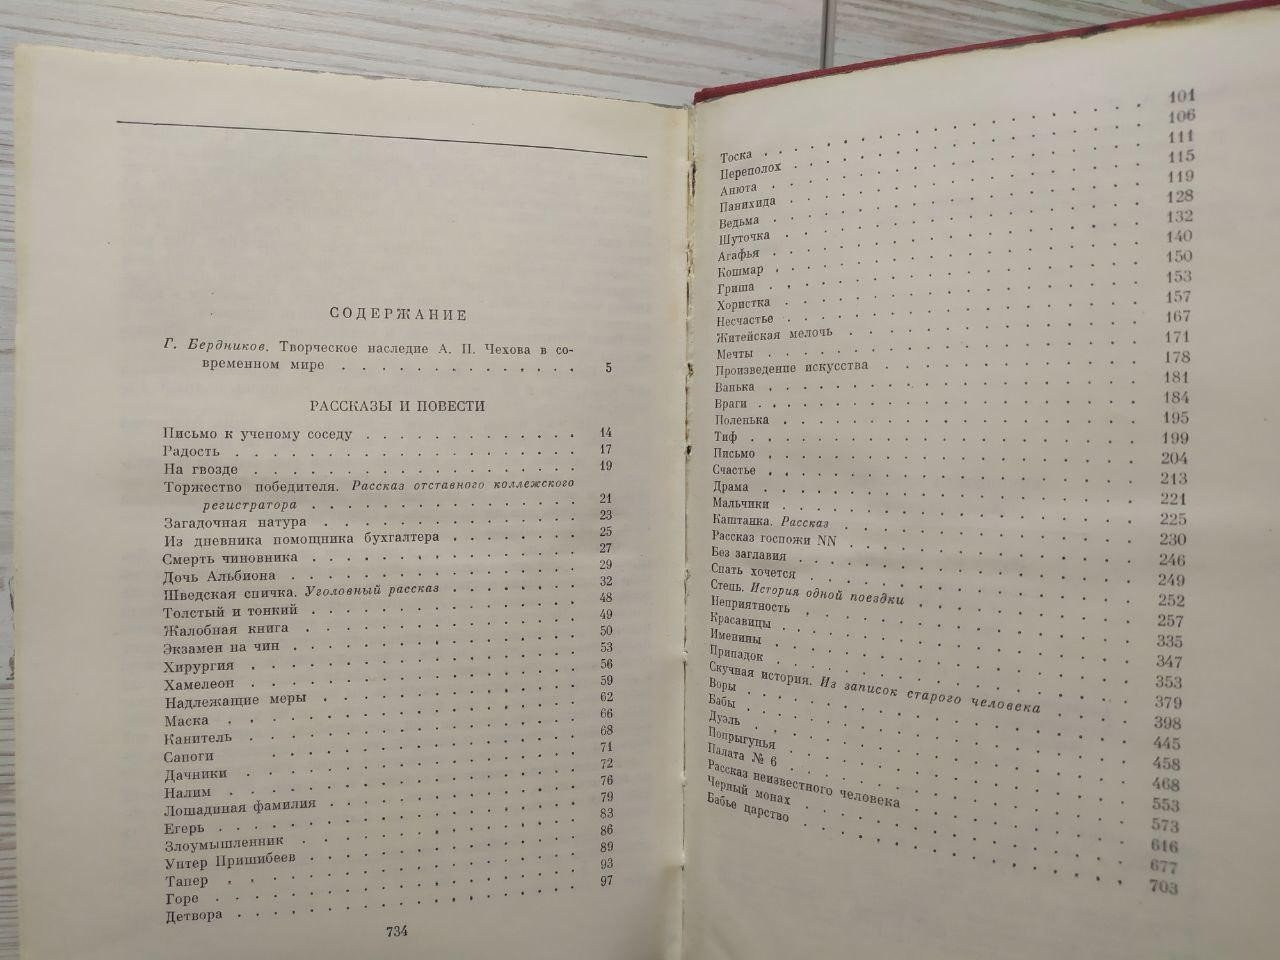 СОДЕРЖАНИЕ
Г. Бердников. Творческое наследие А. П. Чехова в со-
временном мире . . . . . . . . . . . . . 5
РАССКАЗЫ И ПОВЕСТИ
Письмо к ученому соседу . . . . . . . . . . . . 14
Радость . . . . . . . . . . . . 17
На гвозде . . . . . . . . . . . . 19
Торжество победителя. Рассказ отставного коллежского
регистратора . . . . . . . . . . . . 21
Загадочная натура . . . . . . . . . . . . 23
Из дневника помощника бухгалтера . . . . . . . 25
Смерть чиновника . . . . . . . . . . . . 27
Дочь Альбиона . . . . . . . . . . . . 29
Шведская спичка. Уголовный рассказ . . . . . . . 32
Толстый и тонкий . . . . . . . . . . . . 48
Жалобная книга . . . . . . . . . . . . 49
Экзамен на чин . . . . . . . . . . . . 50
Хирургия . . . . . . . . . . . . 53
Хамелеон . . . . . . . . . . . . 56
Надлежащие меры . . . . . . . . . . . . 59
Маска . . . . . . . . . . . . 62
Канитель . . . . . . . . . . . . 66
Сапоги . . . . . . . . . . . . 68
Дачники . . . . . . . . . . . . 71
Налим . . . . . . . . . . . . 72
Лошадиная фамилия . . . . . . . . . . . . 76
Егерь . . . . . . . . . . . . 79
Злоумышленник . . . . . . . . . . . . 83
Унтер Пришибеев . . . . . . . . . . . . 86
Тапер . . . . . . . . . . . . 89
Горе . . . . . . . . . . . . 93
Детвора . . . . . . . . . . . . 97
734
Тоска . . . . . . . . . . . . 101
Переполох . . . . . . . . . . . . 106
Анюта . . . . . . . . . . . . 111
Панихида . . . . . . . . . . . . 115
Ведьма . . . . . . . . . . . . 119
Шуточка . . . . . . . . . . . . 128
Агафья . . . . . . . . . . . . 132
Кошмар . . . . . . . . . . . . 140
Гриша . . . . . . . . . . . . 150
Хористка . . . . . . . . . . . . 153
Несчастье . . . . . . . . . . . . 157
Житейская мелочь . . . . . . . . . . . . 167
Мечты . . . . . . . . . . . . 171
Произведение искусства . . . . . . . . . . . . 178
Ванька . . . . . . . . . . . . 181
Враги . . . . . . . . . . . . 184
Поленька . . . . . . . . . . . . 195
Тиф . . . . . . . . . . . . 199
Письмо . . . . . . . . . . . . 204
Счастье . . . . . . . . . . . . 213
Драма . . . . . . . . . . . . 221
Мальчики . . . . . . . . . . . . 225
Каштанка. Рассказ . . . . . . . . . . . . 230
Рассказ госпожи NN . . . . . . . . . . . . 246
Без заглавия . . . . . . . . . . . . 249
Спать хочется . . . . . . . . . . . . 252
Степь. История одной поездки . . . . . . . . 257
Неприятность . . . . . . . . . . . . 335
Красавицы . . . . . . . . . . . . 347
Именины . . . . . . . . . . . . 353
Припадок . . . . . . . . . . . . 379
Скучная история. Из записок старого человека . . . . 398
Воры . . . . . . . . . . . . 445
Бабы . . . . . . . . . . . . 458
Дуэль . . . . . . . . . . . . 468
Попрыгунья . . . . . . . . . . . . 553
Палата № 6 . . . . . . . . . . . . 573
Рассказ неизвестного человека . . . . . . . . 616
Черный монах . . . . . . . . . . . . 677
Бабье царство . . . . . . . . . . . . 703